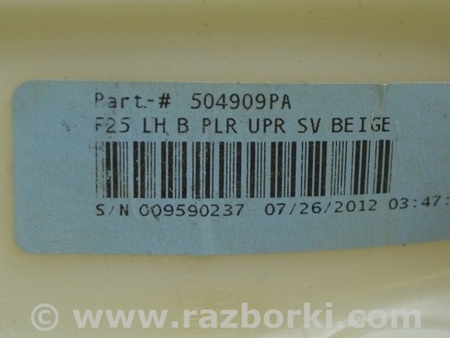 Part-# 504909PA
F25 LH B PLR UPR SV BEIGE
S/N 009590237 07/26/2012 03:47:
© www.razborki.com